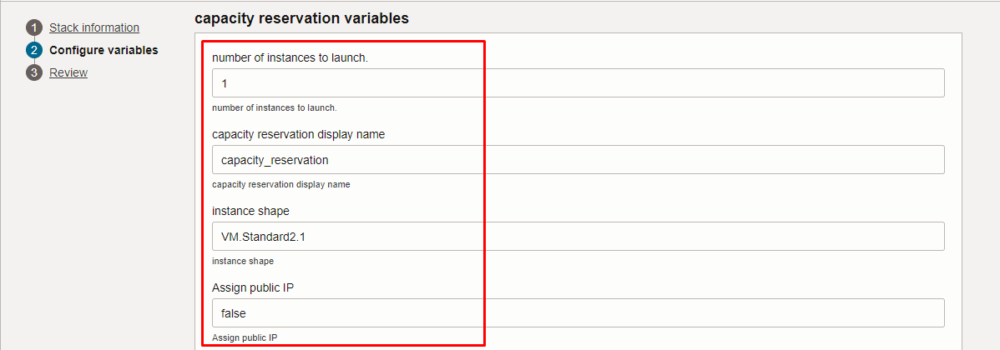 capacity reservation variables
1 Stack information
2 Configure variables
3 Review
number of instances to launch.
1
number of instances to launch.
capacity reservation display name
capacity_reservation
capacity reservation display name
instance shape
VM.Standard2.1
instance shape
Assign public IP
false
Assign public IP